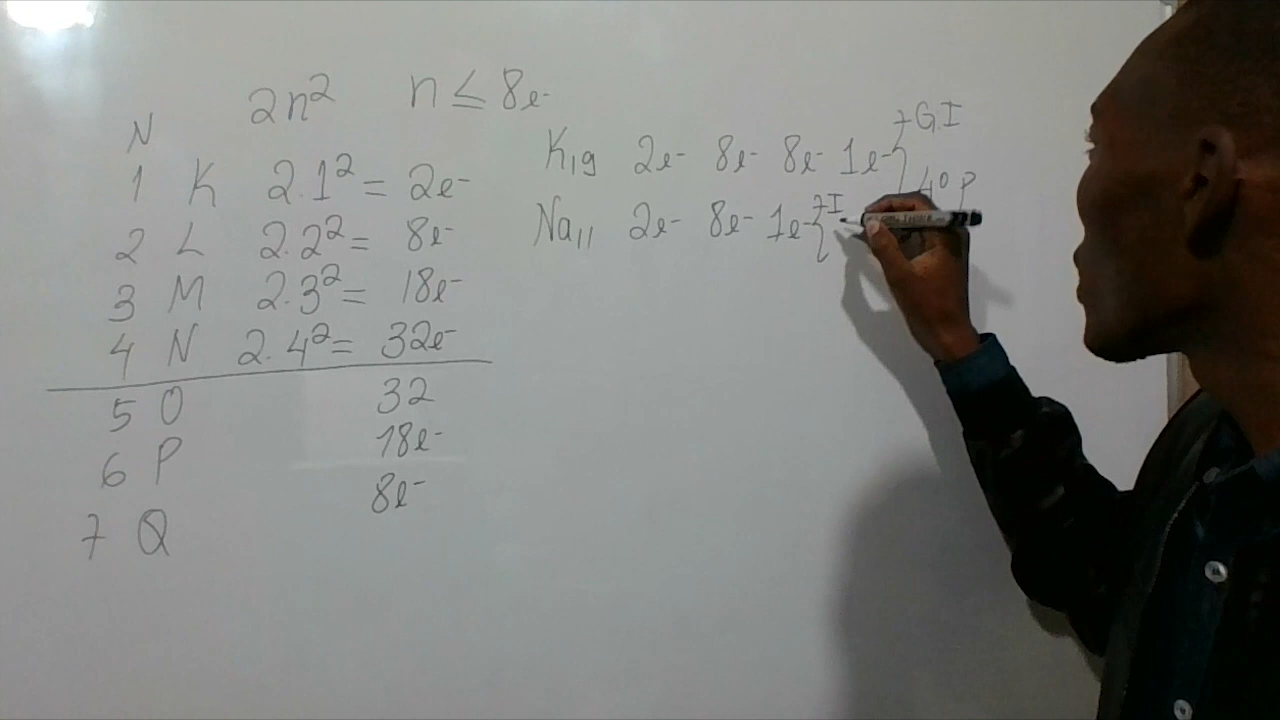 2n² n ≤ 8e-
N
1 K 2.1² = 2e-
2 L 2.2² = 8e-
3 M 2.3² = 18e-
4 N 2.4² = 32e-
5 O 32
6 P 18e-
7 Q 8e-
K19 2e- 8e- 8e- 1e- } + G.I
4º P
Na11 2e- 8e- 1e- } + I